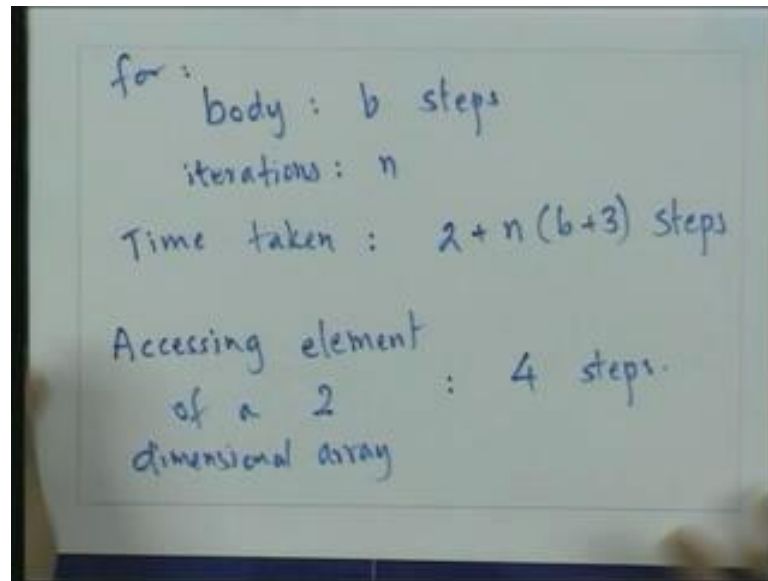 for :
body : b steps
iterations : n
Time taken : 2 + n (b+3) steps
Accessing element
of a 2 : 4 steps.
dimensional array